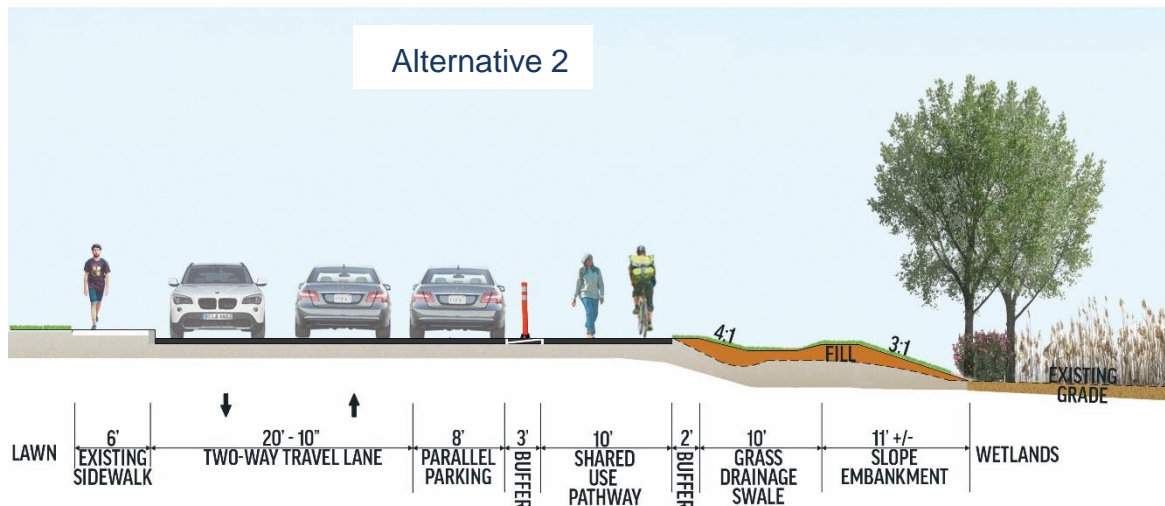 Alternative 2
4:1
FILL
3:1
EXISTING
GRADE
LAWN
6'
EXISTING
SIDEWALK
20' - 10"
TWO-WAY TRAVEL LANE
8'
PARALLEL
PARKING
3'
BUFFER
10'
SHARED
USE
PATHWAY
2'
BUFFER
10'
GRASS
DRAINAGE
SWALE
11' +/-
SLOPE
EMBANKMENT
WETLANDS